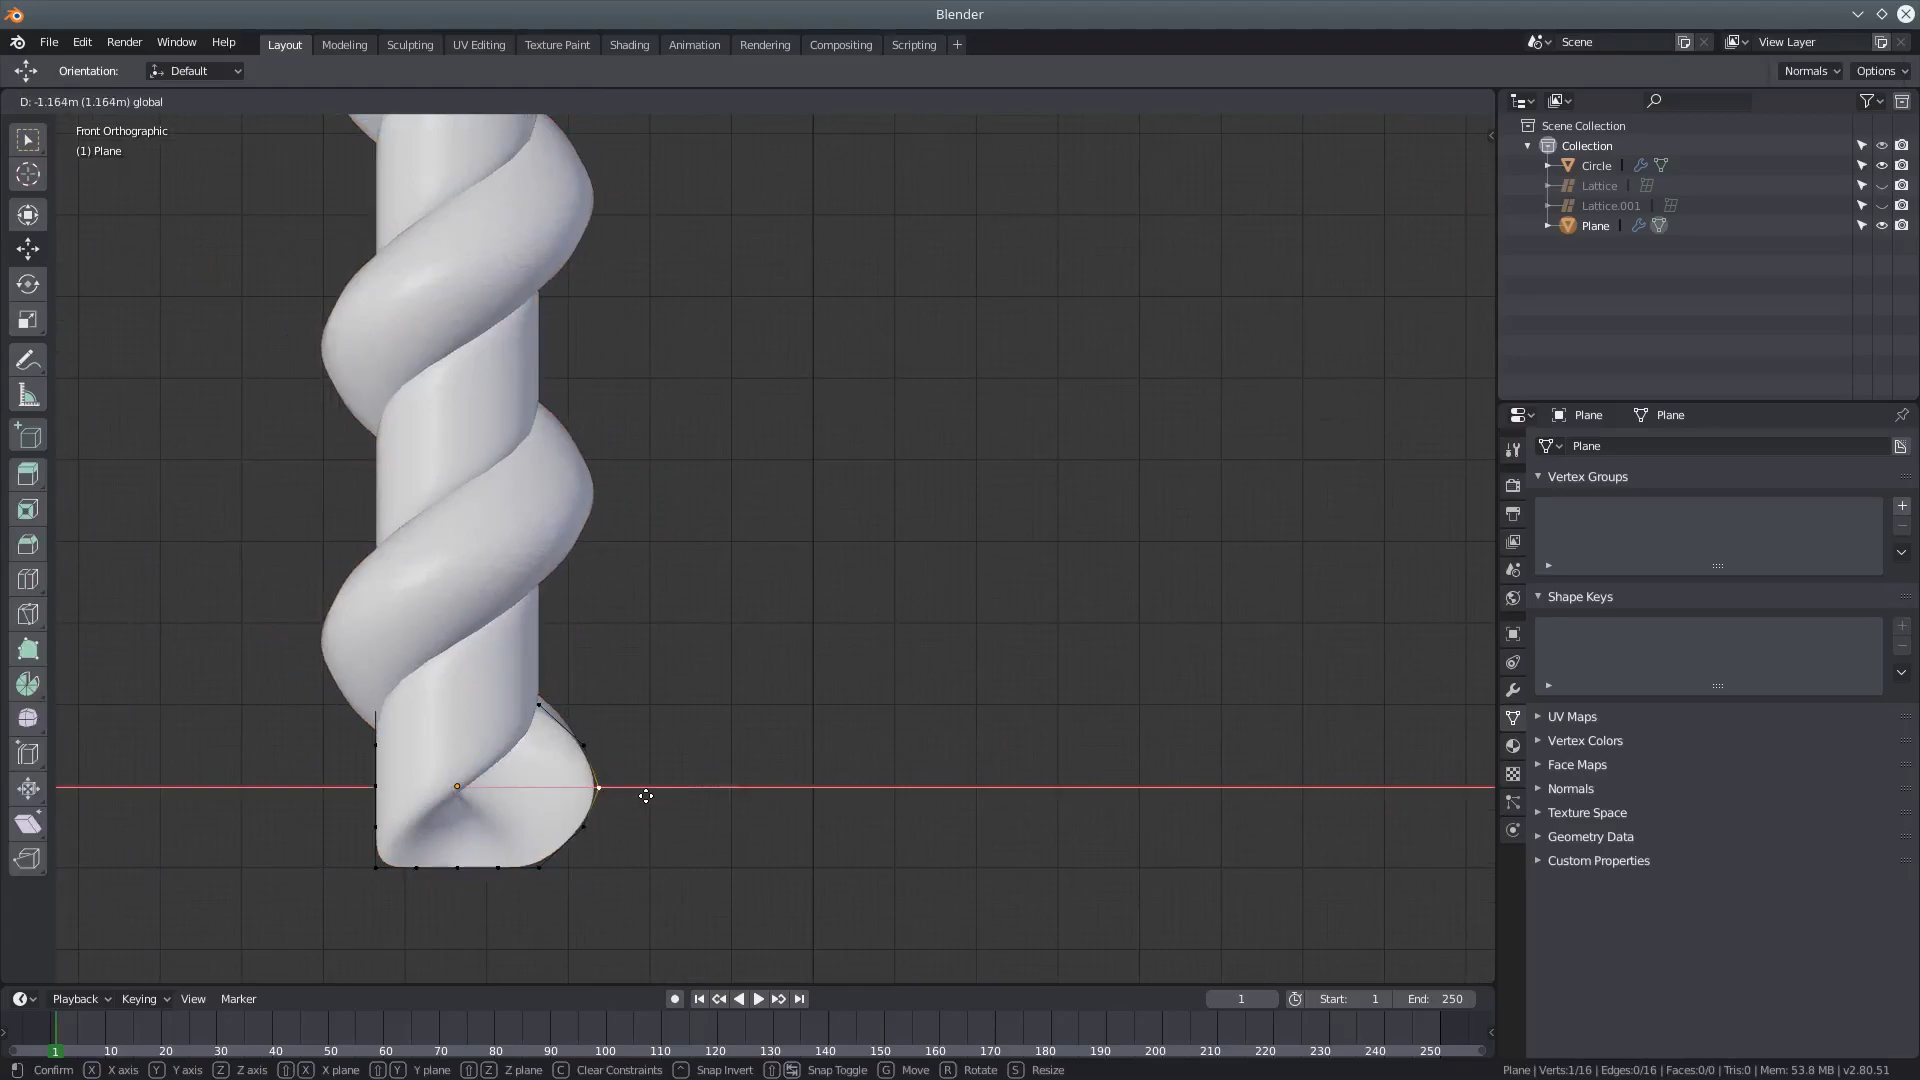 Blender
File Edit Render Window Help Layout Modeling Sculpting UV Editing Texture Paint Shading Animation Rendering Compositing Scripting + Scene View Layer
Orientation: Default Normals Options
D: -1.164m (1.164m) global
Front Orthographic
(1) Plane
Scene Collection
Collection
Circle
Lattice
Lattice.001
Plane
Plane Plane
Plane
Vertex Groups
Shape Keys
UV Maps
Vertex Colors
Face Maps
Normals
Texture Space
Geometry Data
Custom Properties
Playback Keying View Marker 1 Start: 1 End: 250
1 10 20 30 40 50 60 70 80 90 100 110 120 130 140 150 160 170 180 190 200 210 220 230 240 250
Confirm X X axis Y Y axis Z Z axis X X plane Y Y plane Z Z plane C Clear Constraints ^ Snap Invert Snap Toggle G Move R Rotate S Resize Plane | Verts:1/16 | Edges:0/16 | Faces:0/0 | Tris:0 | Mem: 53.8 MB | v2.80.51